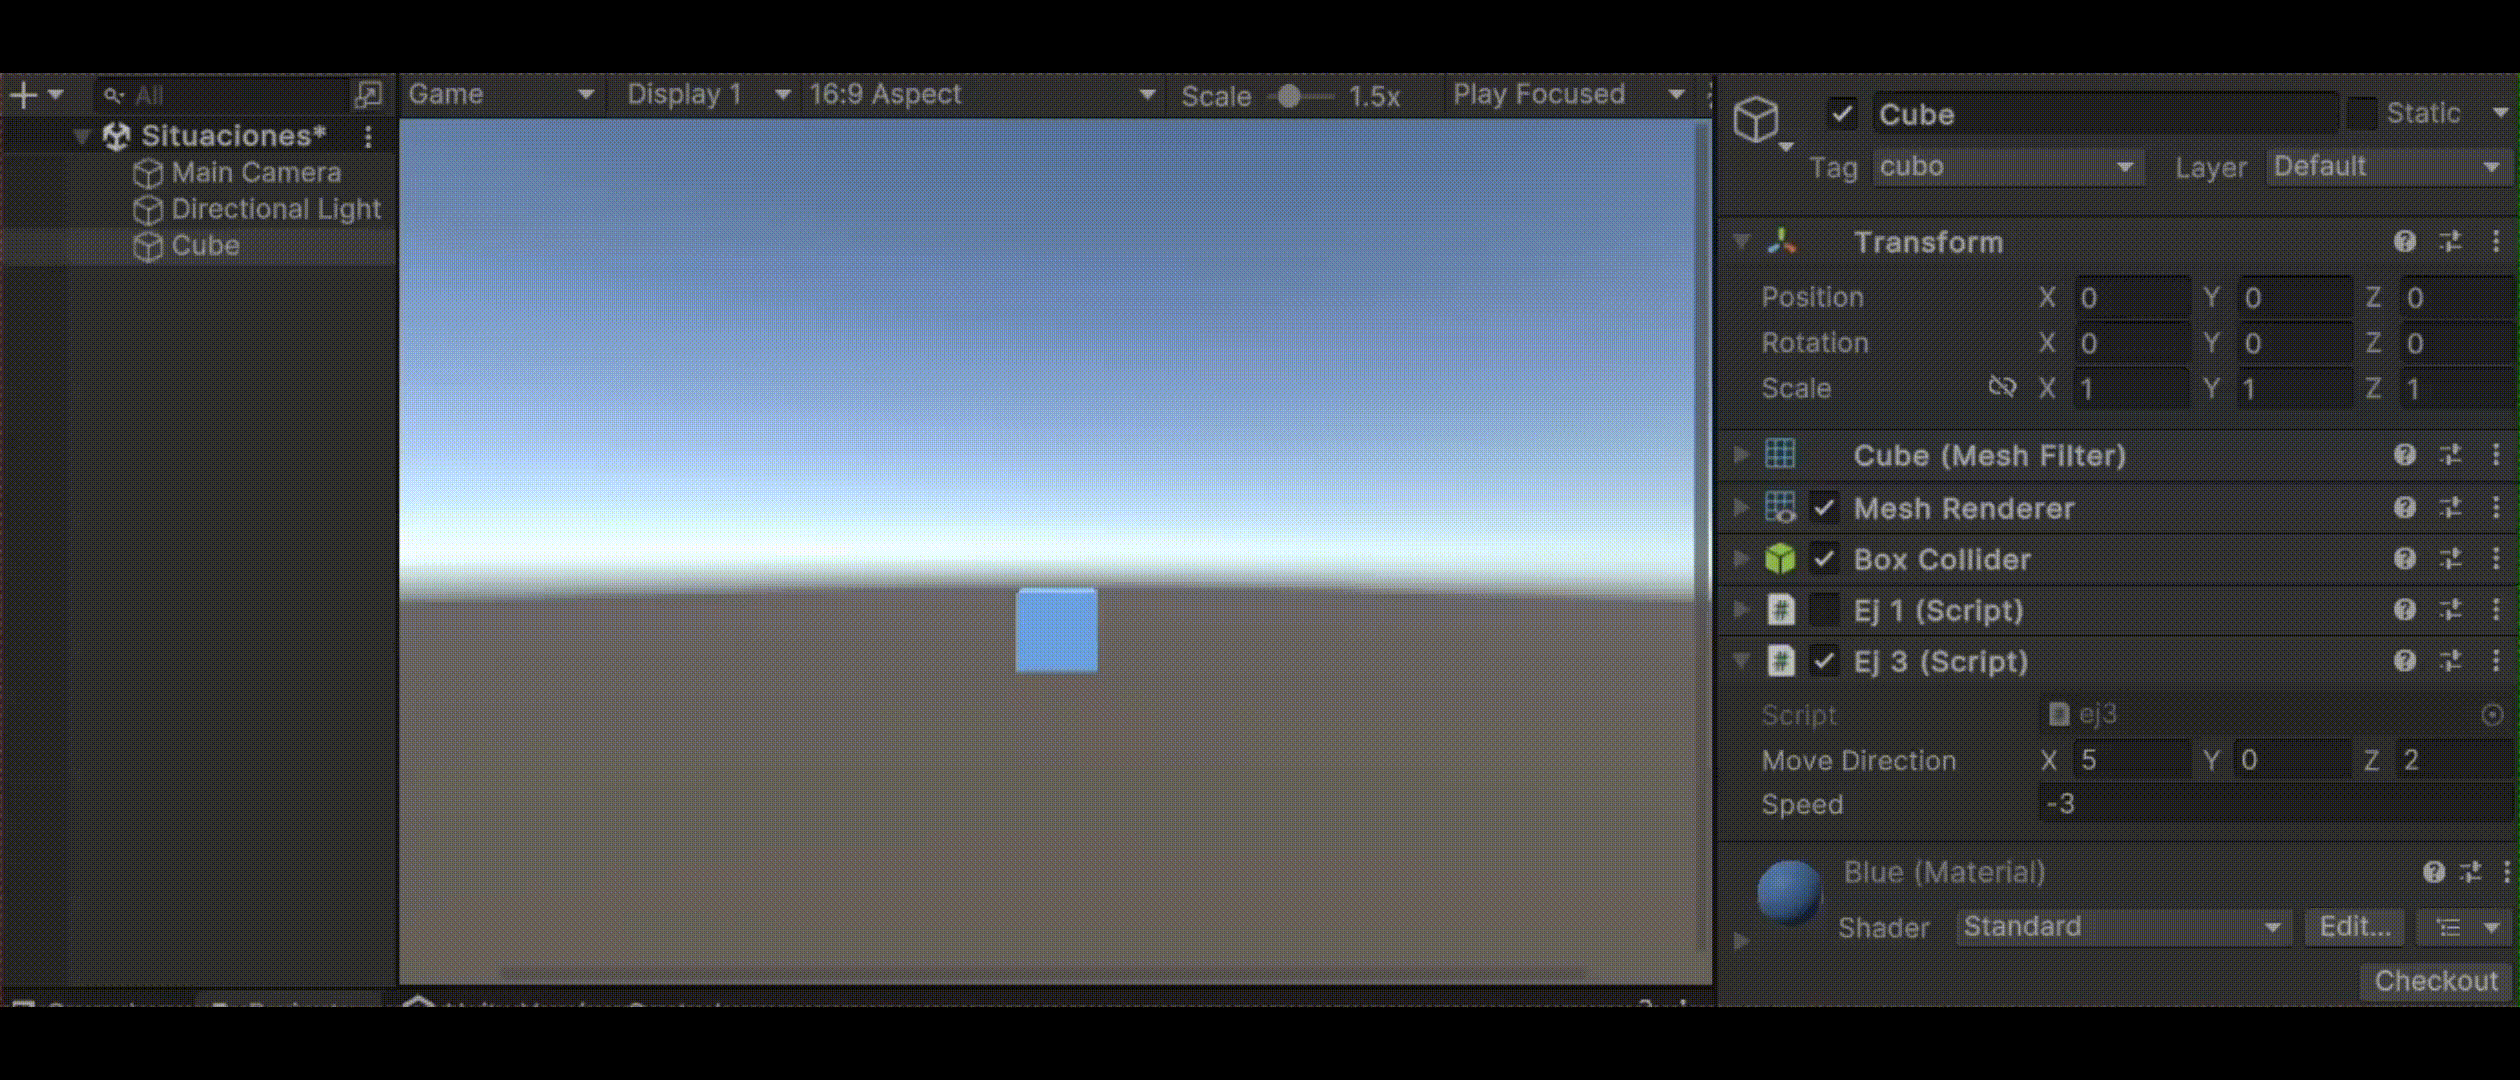 All
Situaciones*
Main Camera
Directional Light
Cube
Game Display 1 16:9 Aspect Scale 1.5x Play Focused
Cube Static
Tag cubo Layer Default
Transform
Position X 0 Y 0 Z 0
Rotation X 0 Y 0 Z 0
Scale X 1 Y 1 Z 1
Cube (Mesh Filter)
Mesh Renderer
Box Collider
Ej 1 (Script)
# Ej 3 (Script)
Script ej3
Move Direction X 5 Y 0 Z 2
Speed -3
Blue (Material)
Shader Standard Edit...
Checkout